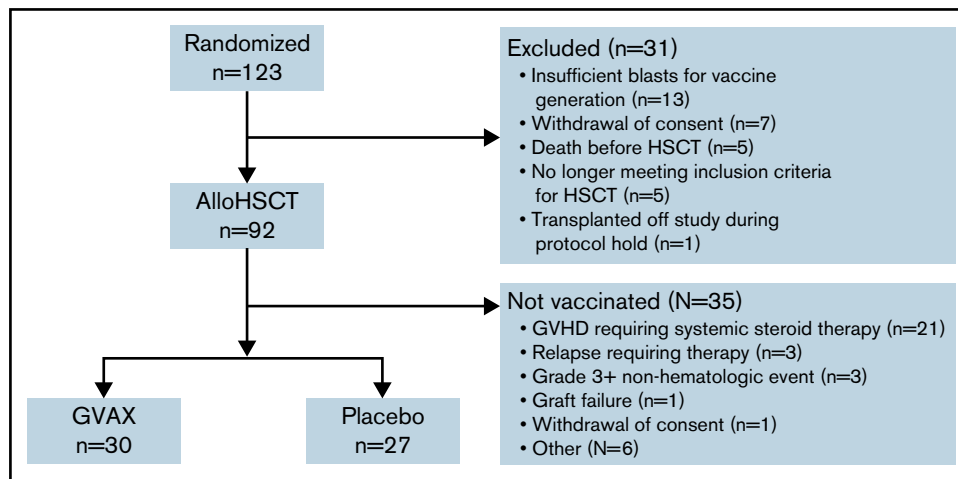 Randomized
n=123
Excluded (n=31)
• Insufficient blasts for vaccine
generation (n=13)
• Withdrawal of consent (n=7)
• Death before HSCT (n=5)
• No longer meeting inclusion criteria
for HSCT (n=5)
• Transplanted off study during
protocol hold (n=1)
AlloHSCT
n=92
Not vaccinated (N=35)
• GVHD requiring systemic steroid therapy (n=21)
• Relapse requiring therapy (n=3)
• Grade 3+ non-hematologic event (n=3)
• Graft failure (n=1)
• Withdrawal of consent (n=1)
• Other (N=6)
GVAX
n=30
Placebo
n=27